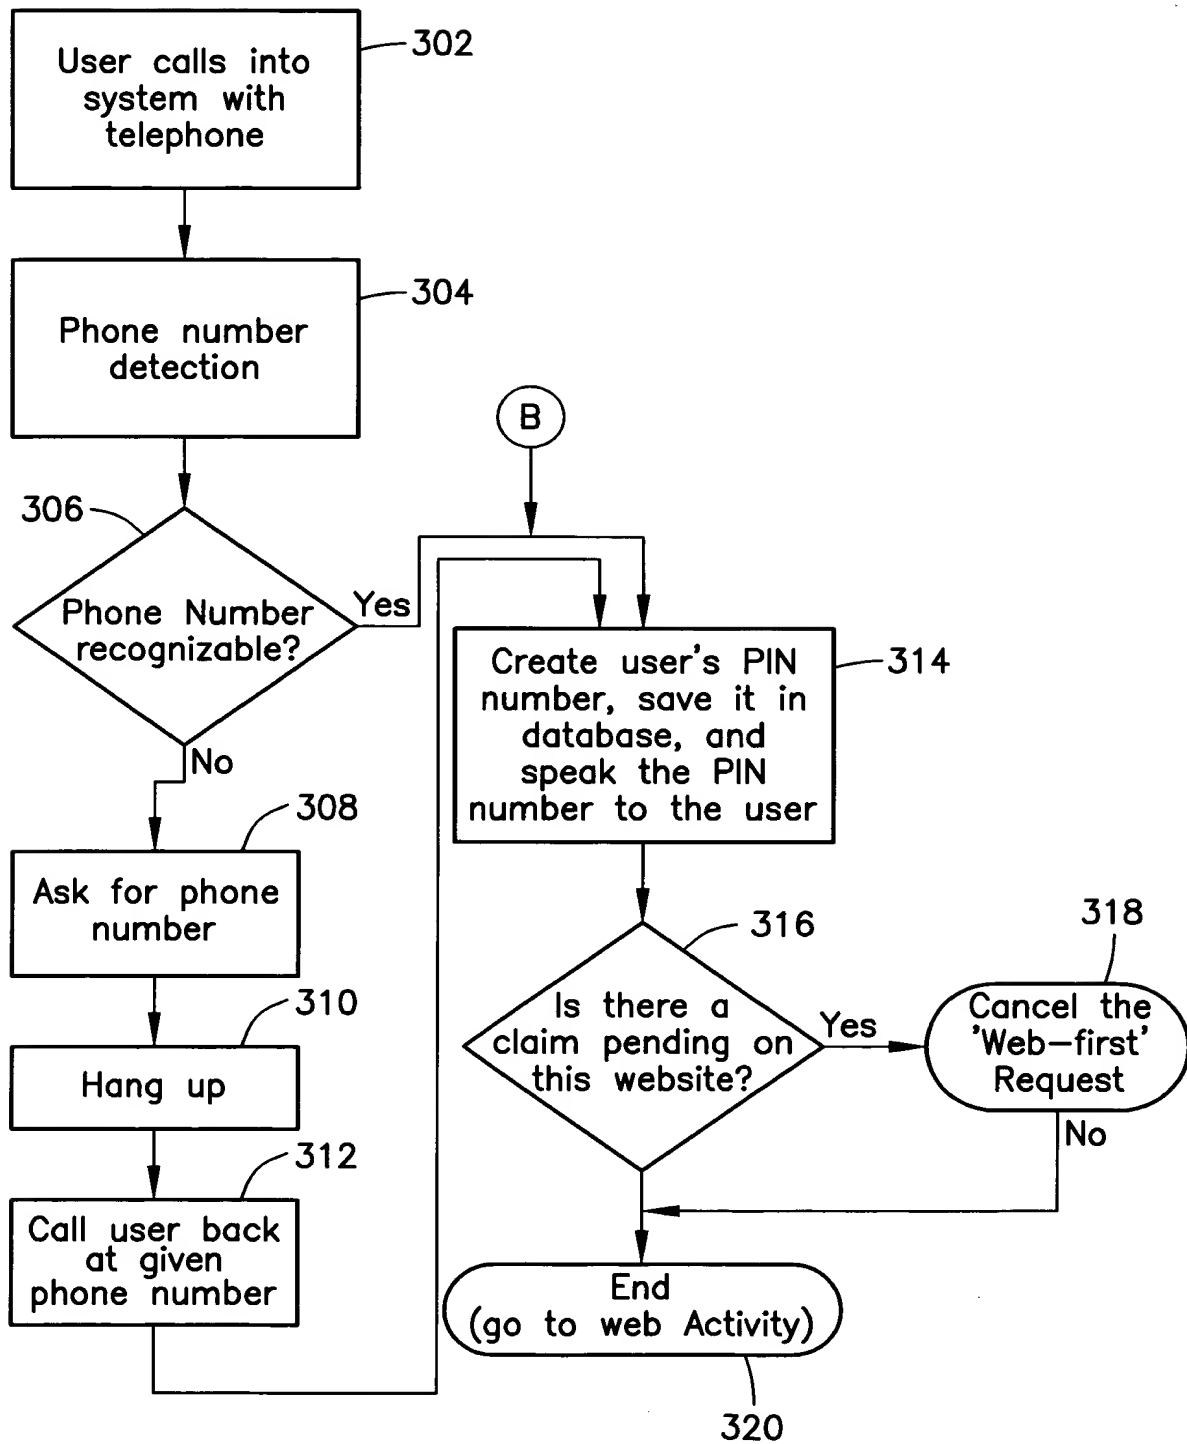 User calls into
system with
telephone
302
Phone number
detection
304
306
Phone Number
recognizable?
Yes
No
308
Ask for phone
number
310
Hang up
312
Call user back
at given
phone number
B
Create user's PIN
number, save it in
database, and
speak the PIN
number to the user
314
316
Is there a
claim pending on
this website?
Yes
318
Cancel the
'Web-first'
Request
No
End
(go to web Activity)
320